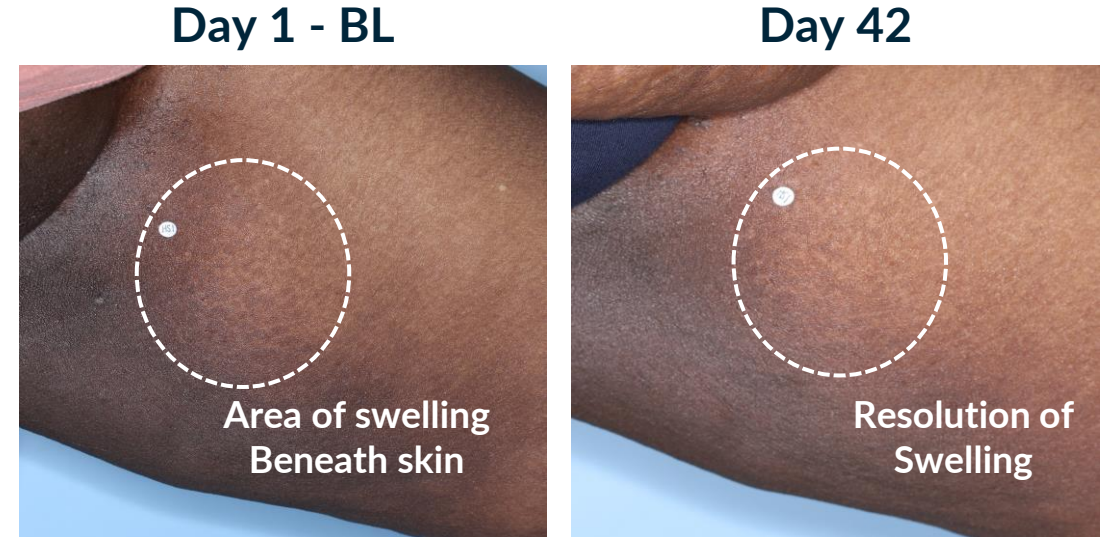 Day 1 - BL
Day 42
Area of swelling
Beneath skin
Resolution of
Swelling